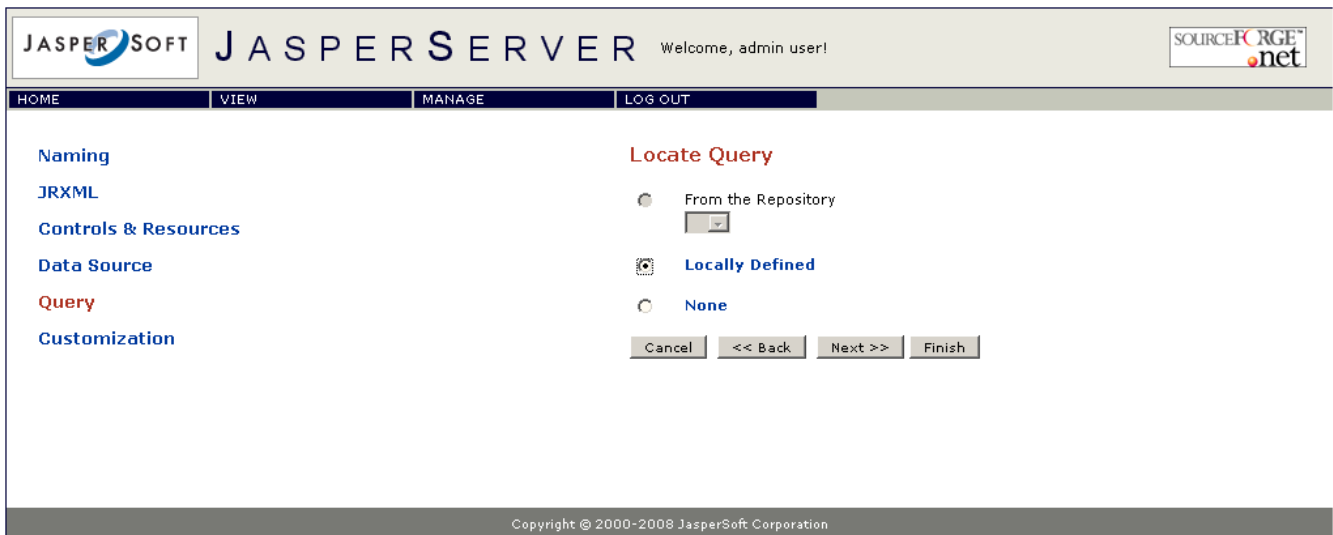 JASPERSOFT JASPERSERVER Welcome, admin user! SOURCEFORGE™
.net
HOME VIEW MANAGE LOG OUT
Naming
JRXML
Controls & Resources
Data Source
Query
Customization
Locate Query
From the Repository
Locally Defined
None
Cancel << Back Next >> Finish
Copyright @ 2000-2008 JasperSoft Corporation